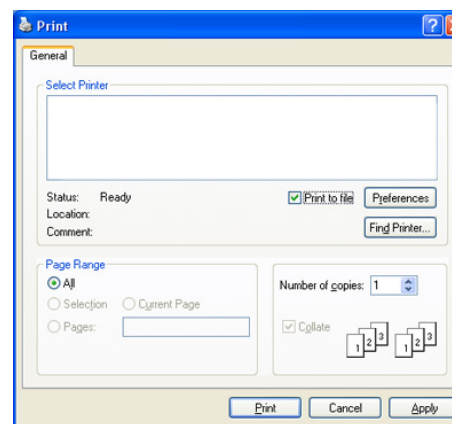 Print
General
Select Printer
Status: Ready
Print to file
Preferences
Location:
Comment:
Find Printer...
Page Range
All
Selection
Current Page
Pages:
Number of copies: 1
Collate
1 2 3 1 2 3
Print
Cancel
Apply